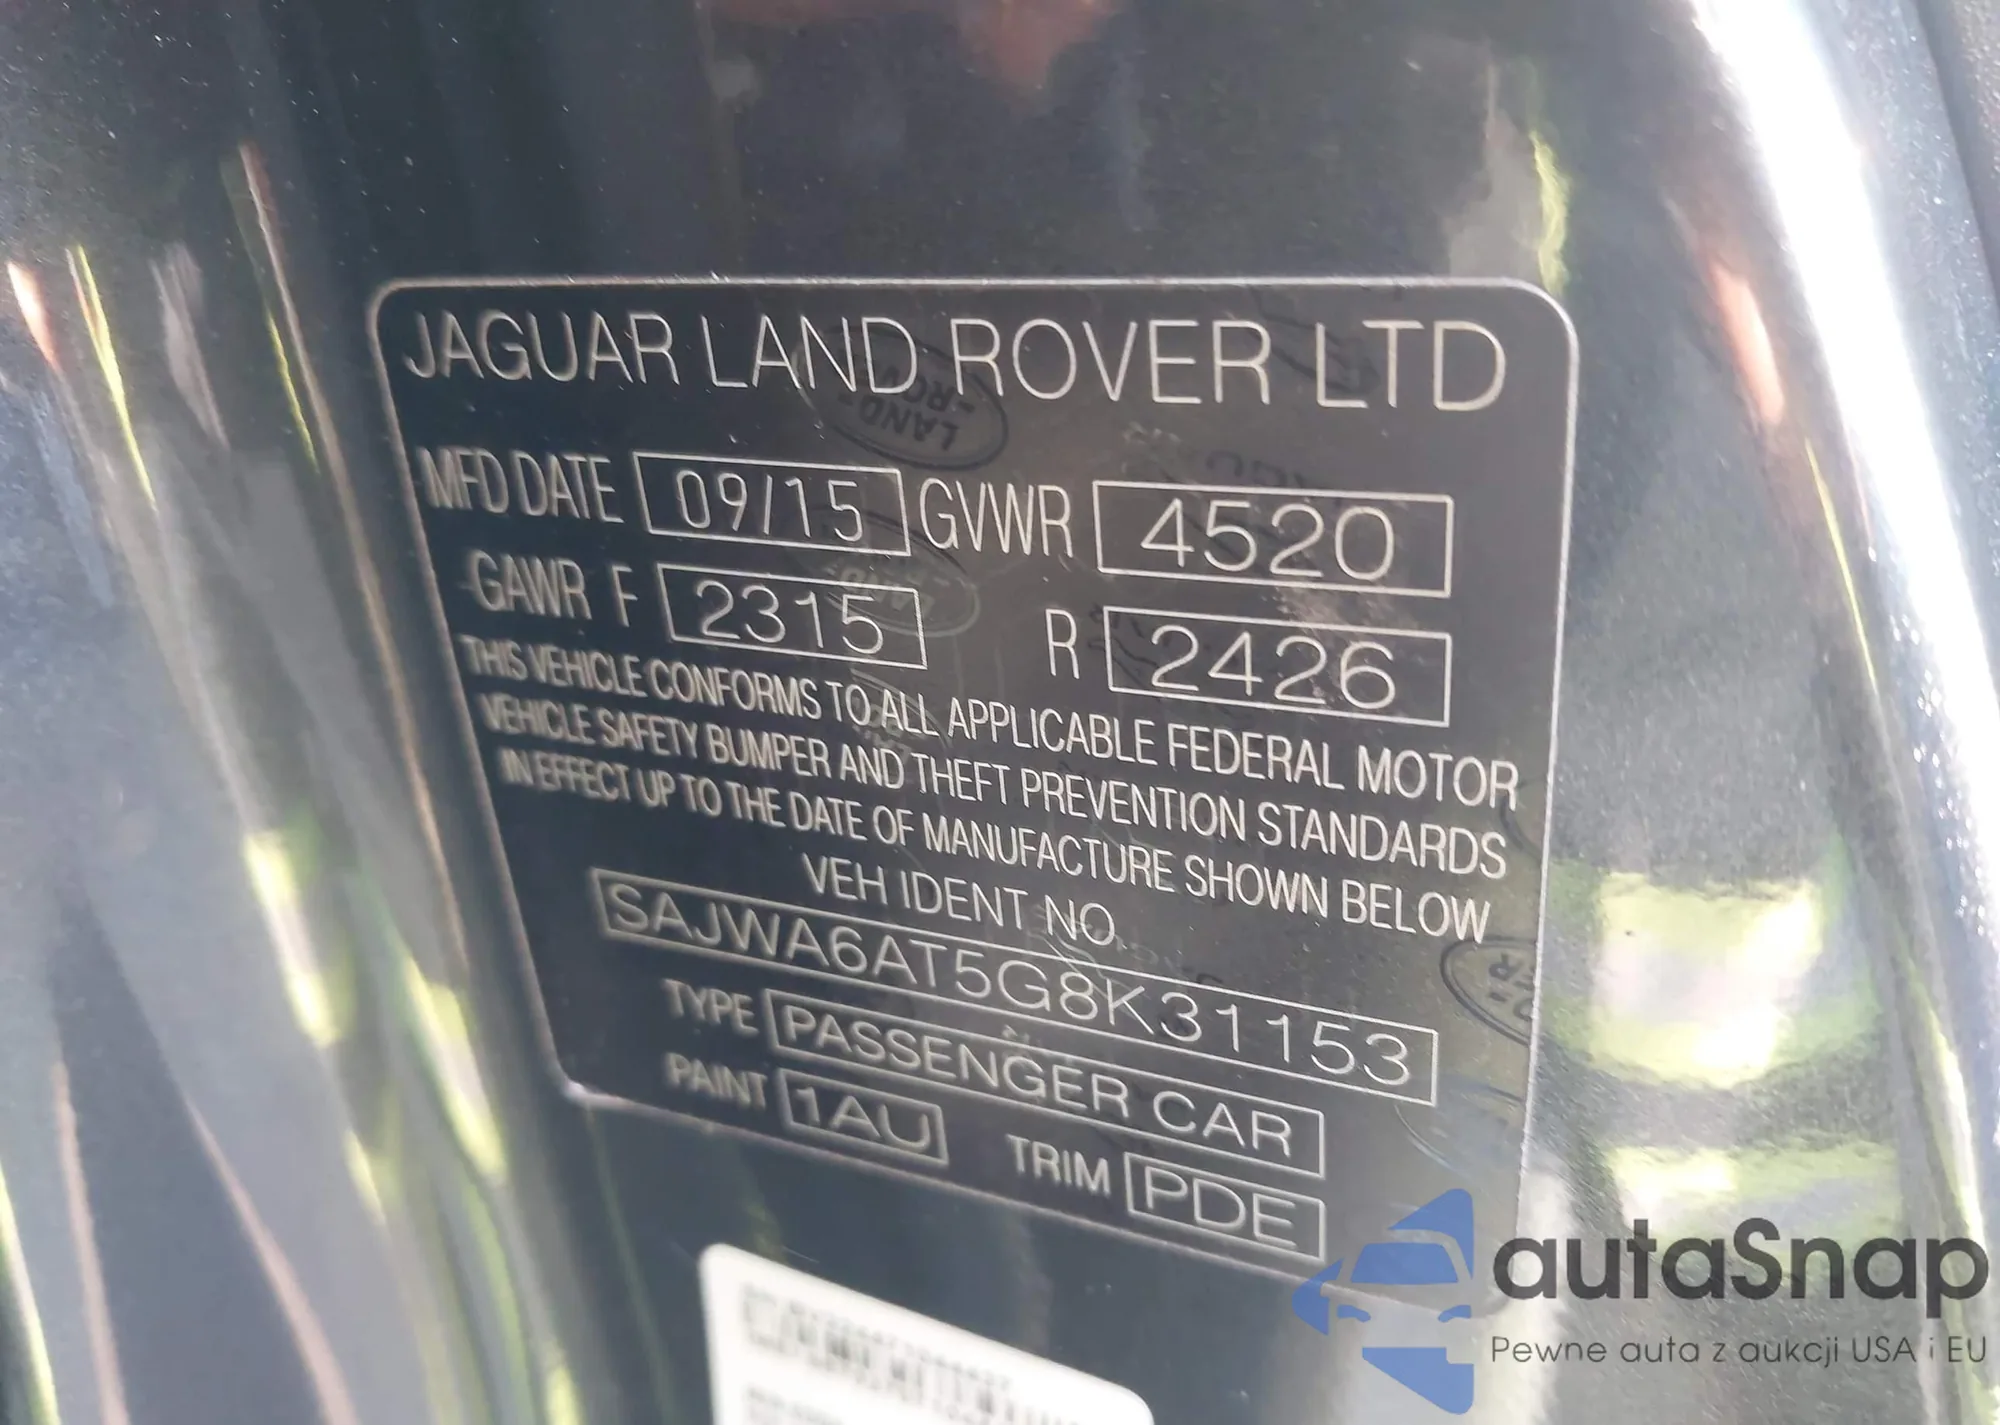 JAGUAR LAND ROVER LTD
MFD DATE 09/15 GVWR 4520
GAWR F 2315 R 2426
THIS VEHICLE CONFORMS TO ALL APPLICABLE FEDERAL MOTOR
VEHICLE SAFETY BUMPER AND THEFT PREVENTION STANDARDS
IN EFFECT UP TO THE DATE OF MANUFACTURE SHOWN BELOW
VEH IDENT NO.
SAJWA6AT5G8K31153
TYPE PASSENGER CAR
PAINT 1AU TRIM PDE
autaSnap
Pewne auta z aukcji USA i EU